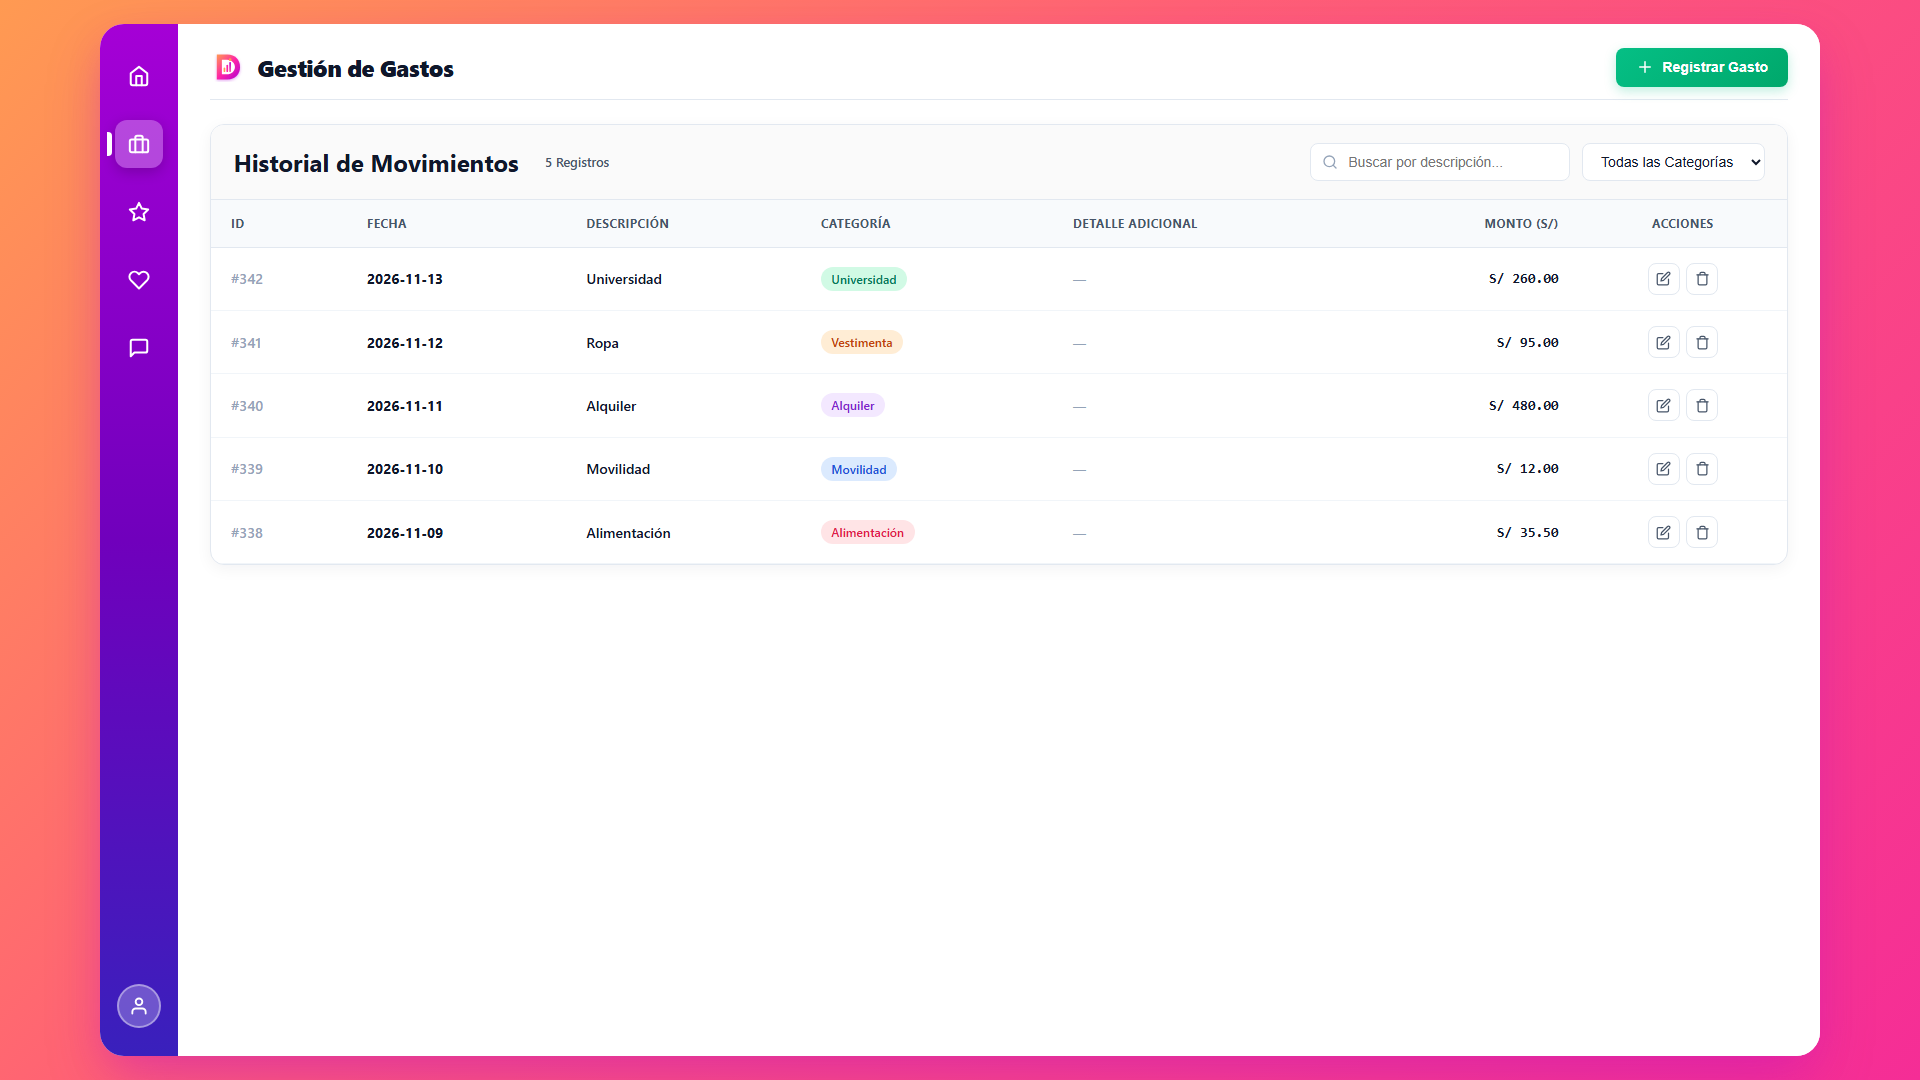 Gestión de Gastos
+ Registrar Gasto
Historial de Movimientos 5 Registros Buscar por descripción... Todas las Categorías
ID FECHA DESCRIPCIÓN CATEGORÍA DETALLE ADICIONAL MONTO (S/) ACCIONES
#342 2026-11-13 Universidad Universidad — S/ 260.00
#341 2026-11-12 Ropa Vestimenta — S/ 95.00
#340 2026-11-11 Alquiler Alquiler — S/ 480.00
#339 2026-11-10 Movilidad Movilidad — S/ 12.00
#338 2026-11-09 Alimentación Alimentación — S/ 35.50